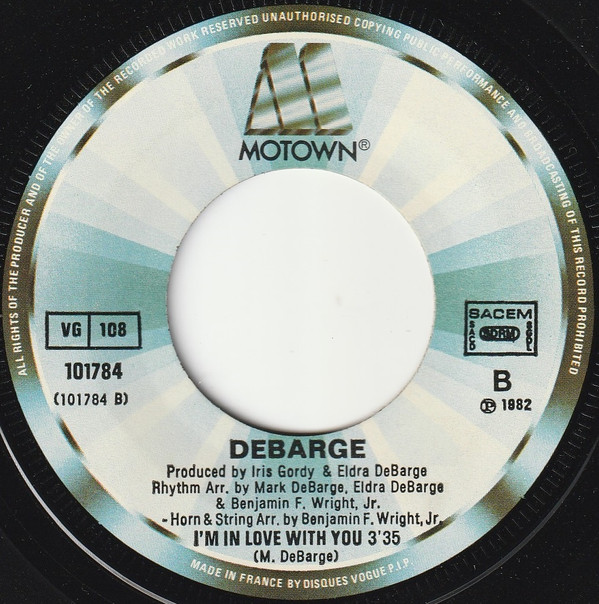 ALL RIGHTS OF THE PRODUCER AND OF THE OWNER OF THE RECORDED WORK RESERVED UNAUTHORISED COPYING PUBLIC PERFORMANCE AND BROADCASTING OF THIS RECORD PROHIBITED
MOTOWN®
VG 108
101784
(101784 B)
SACEM
SACD SDRM SGDL
B
℗ 1982
DEBARGE
Produced by Iris Gordy & Eldra DeBarge
Rhythm Arr. by Mark DeBarge, Eldra DeBarge
& Benjamin F. Wright, Jr.
- Horn & String Arr. by Benjamin F. Wright, Jr,
I'M IN LOVE WITH YOU 3'35
(M. DeBarge)
MADE IN FRANCE BY DISQUES VOGUE P.I.P.